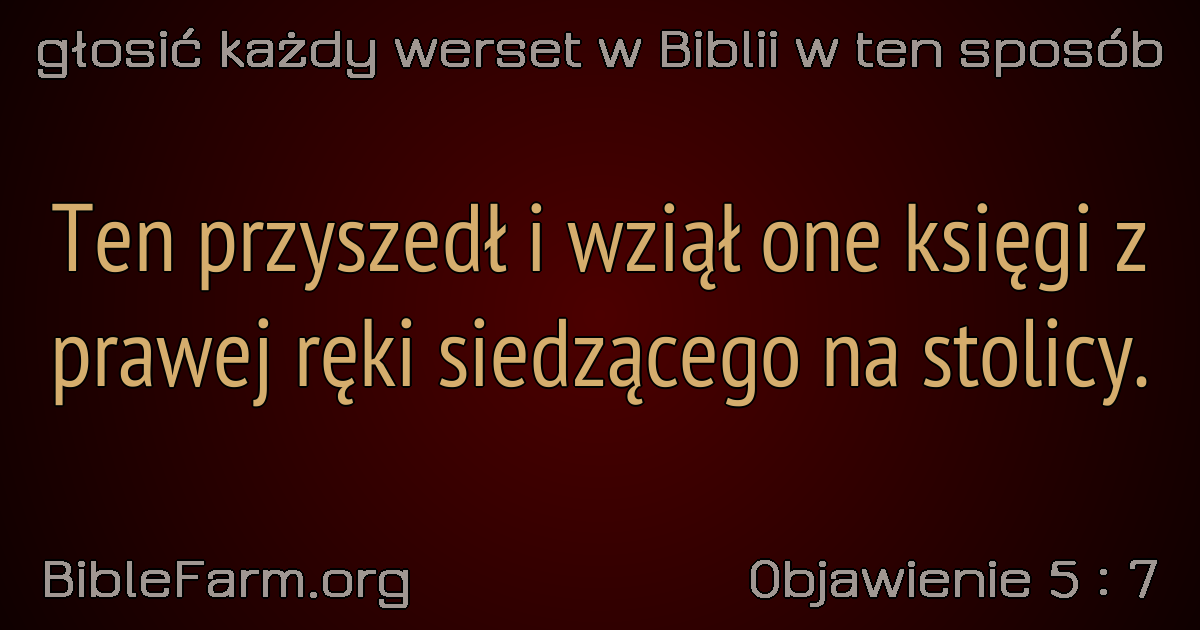 głosić każdy werset w Biblii w ten sposób
Ten przyszedł i wziął one księgi z
prawej ręki siedzącego na stolicy.
BibleFarm.org
Objawienie 5 : 7